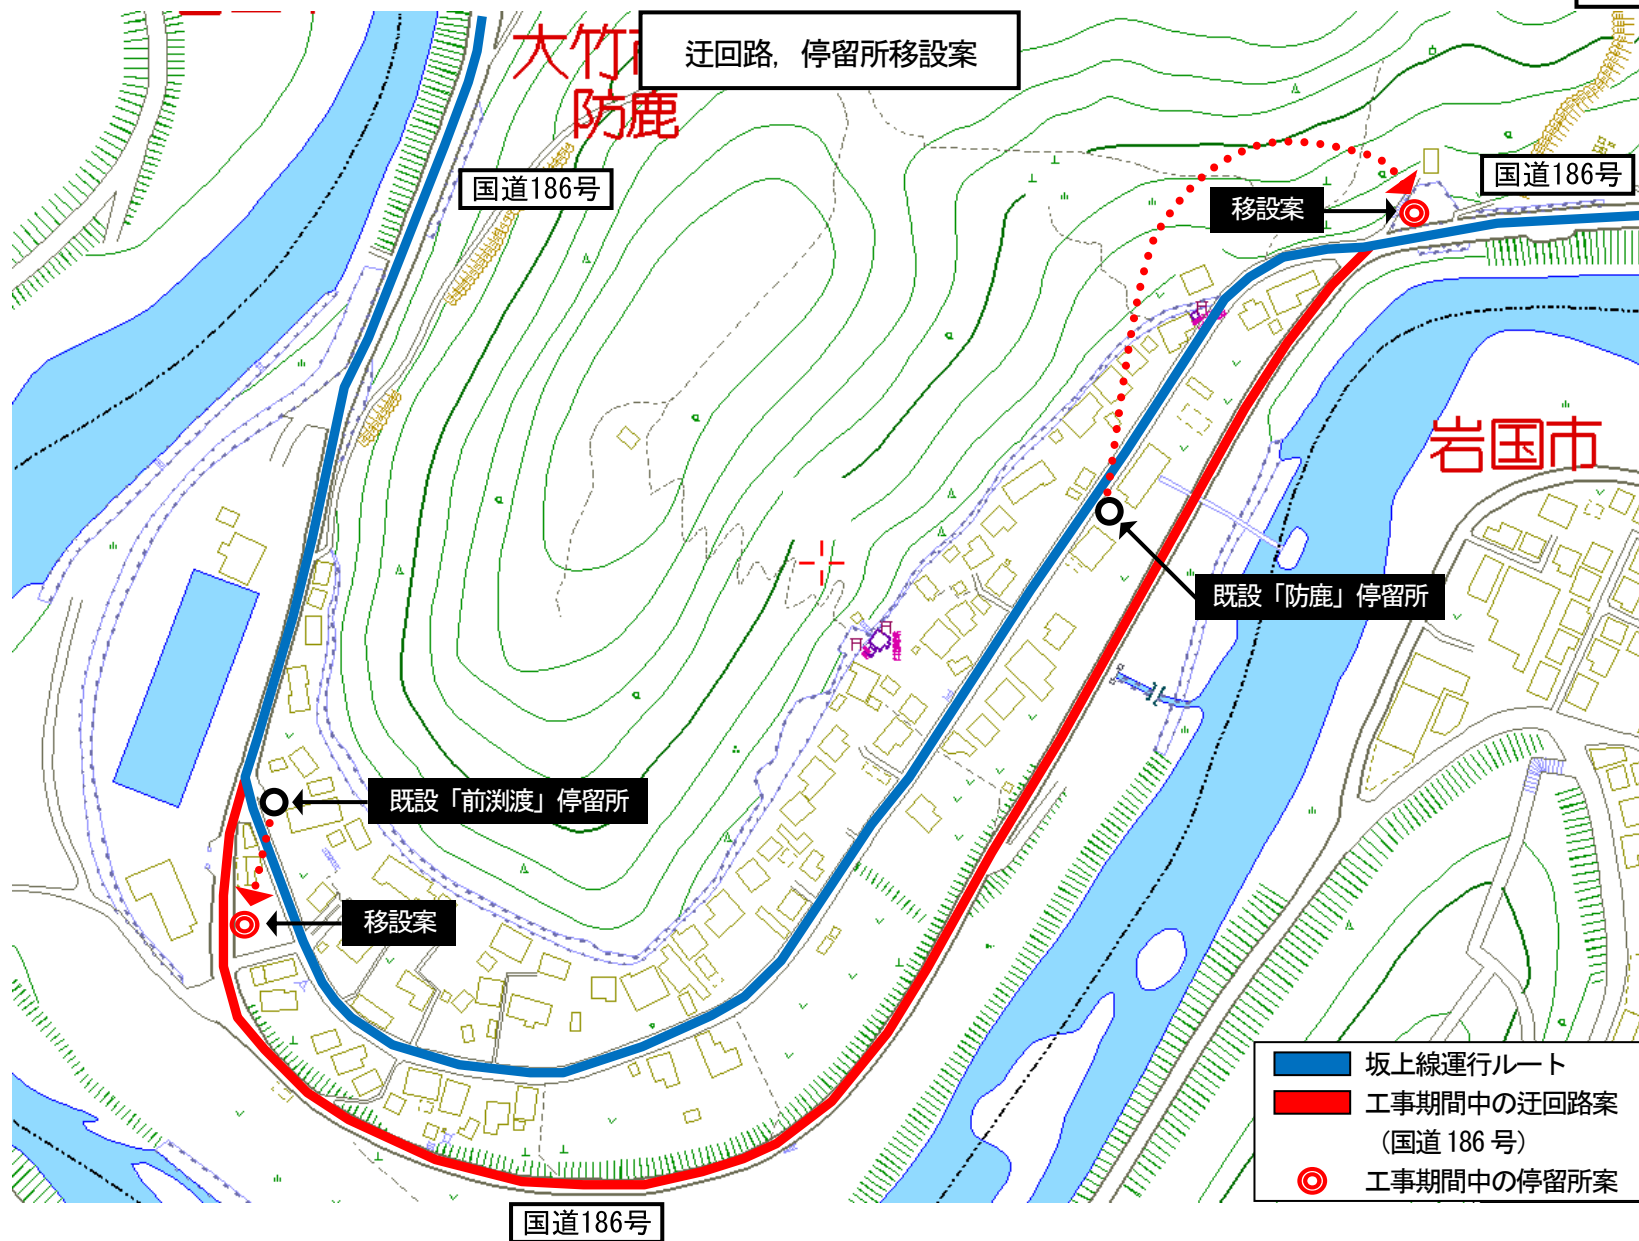 迂回路，停留所移設案
大竹
防鹿
国道186号
国道186号
移設案
岩国市
既設「防鹿」停留所
既設「前渕渡」停留所
移設案
坂上線運行ルート
工事期間中の迂回路案
（国道 186 号）
工事期間中の停留所案
国道186号